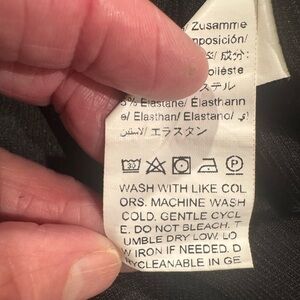 / Zusamme
mposición/
/ 成分:
oliéste
ステル
% Elastane/ Elasthann
e/ Elasthan/ Elastano/
エラスタン
30
P
WASH WITH LIKE COL
ORS. MACHINE WASH
COLD. GENTLE CYCL
E. DO NOT BLEACH. T
UMBLE DRY LOW. LO
W IRON IF NEEDED. D
RYCLEANABLE IN GE